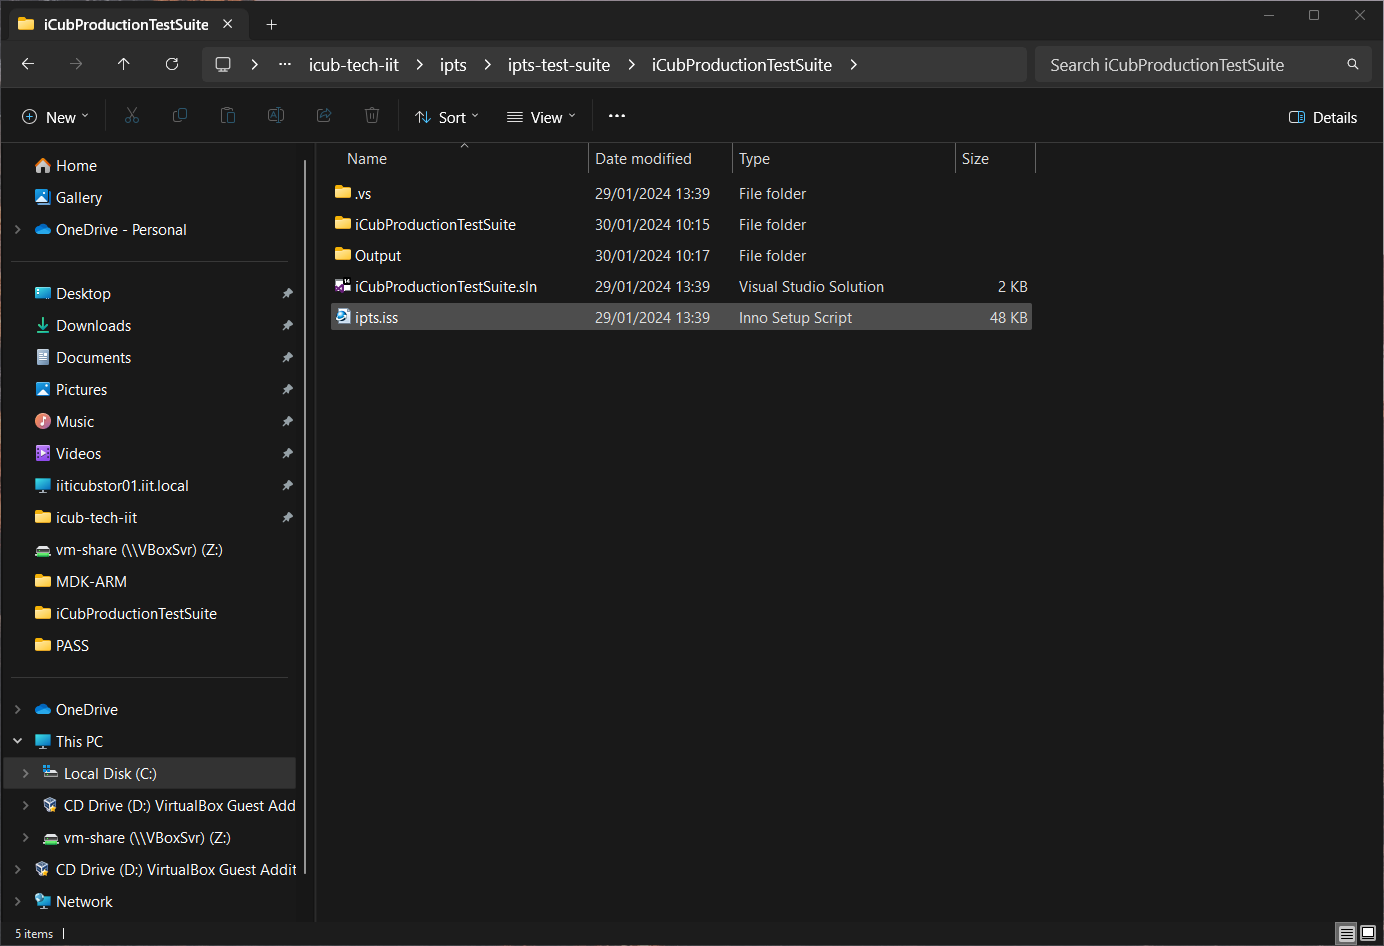 iCubProductionTestSuite
icub-tech-iit ipts ipts-test-suite iCubProductionTestSuite
Search iCubProductionTestSuite
New Sort View Details
Name Date modified Type Size
.vs 29/01/2024 13:39 File folder
iCubProductionTestSuite 30/01/2024 10:15 File folder
Output 30/01/2024 10:17 File folder
iCubProductionTestSuite.sln 29/01/2024 13:39 Visual Studio Solution 2 KB
ipts.iss 29/01/2024 13:39 Inno Setup Script 48 KB
Home
Gallery
OneDrive - Personal
Desktop
Downloads
Documents
Pictures
Music
Videos
iiticubstor01.iit.local
icub-tech-iit
vm-share (\\VBoxSvr) (Z:)
MDK-ARM
iCubProductionTestSuite
PASS
OneDrive
This PC
Local Disk (C:)
CD Drive (D:) VirtualBox Guest Add
vm-share (\\VBoxSvr) (Z:)
CD Drive (D:) VirtualBox Guest Addit
Network
5 items